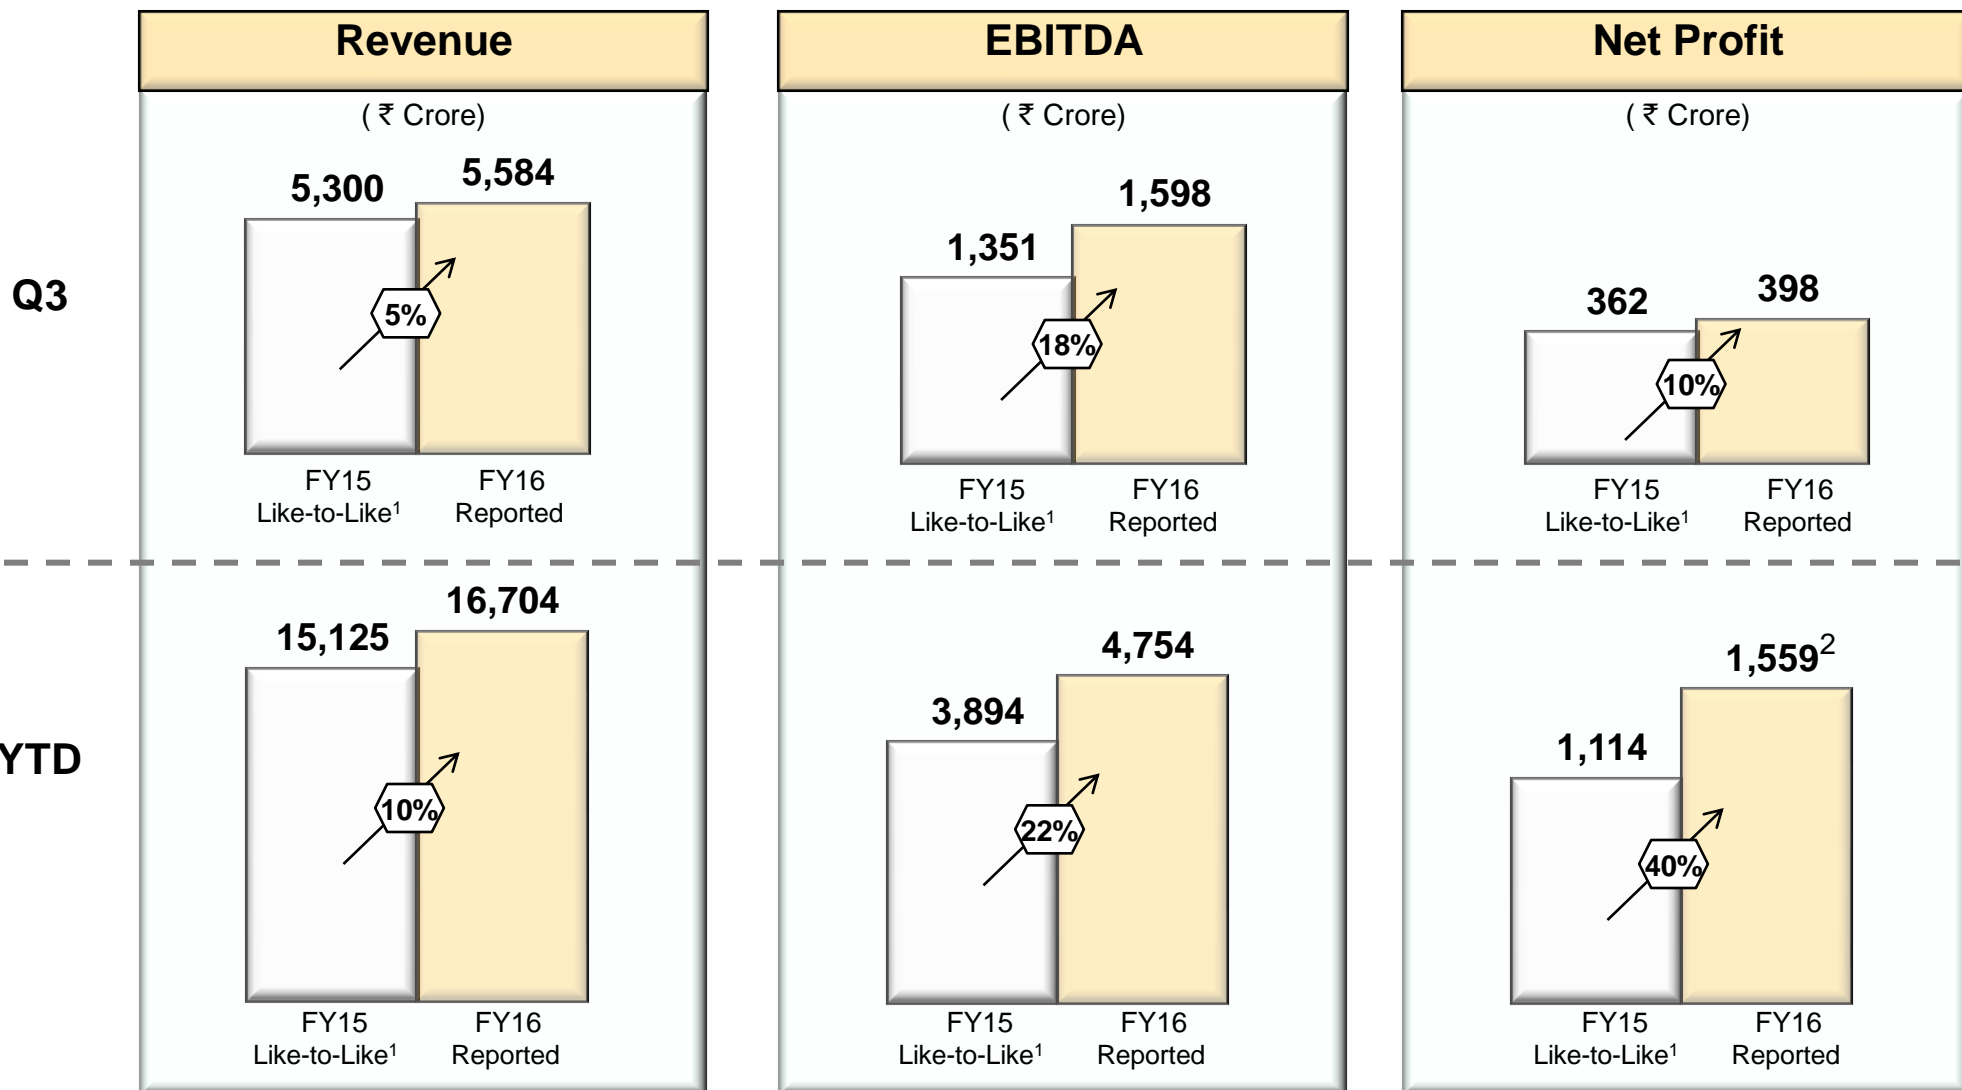 Revenue
EBITDA
Net Profit
( ₹ Crore)
( ₹ Crore)
( ₹ Crore)
Q3
5,300
5,584
5%
FY15
Like-to-Like¹
FY16
Reported
1,351
1,598
18%
FY15
Like-to-Like¹
FY16
Reported
362
398
10%
FY15
Like-to-Like¹
FY16
Reported
YTD
15,125
16,704
10%
FY15
Like-to-Like¹
FY16
Reported
3,894
4,754
22%
FY15
Like-to-Like¹
FY16
Reported
1,114
1,559²
40%
FY15
Like-to-Like¹
FY16
Reported